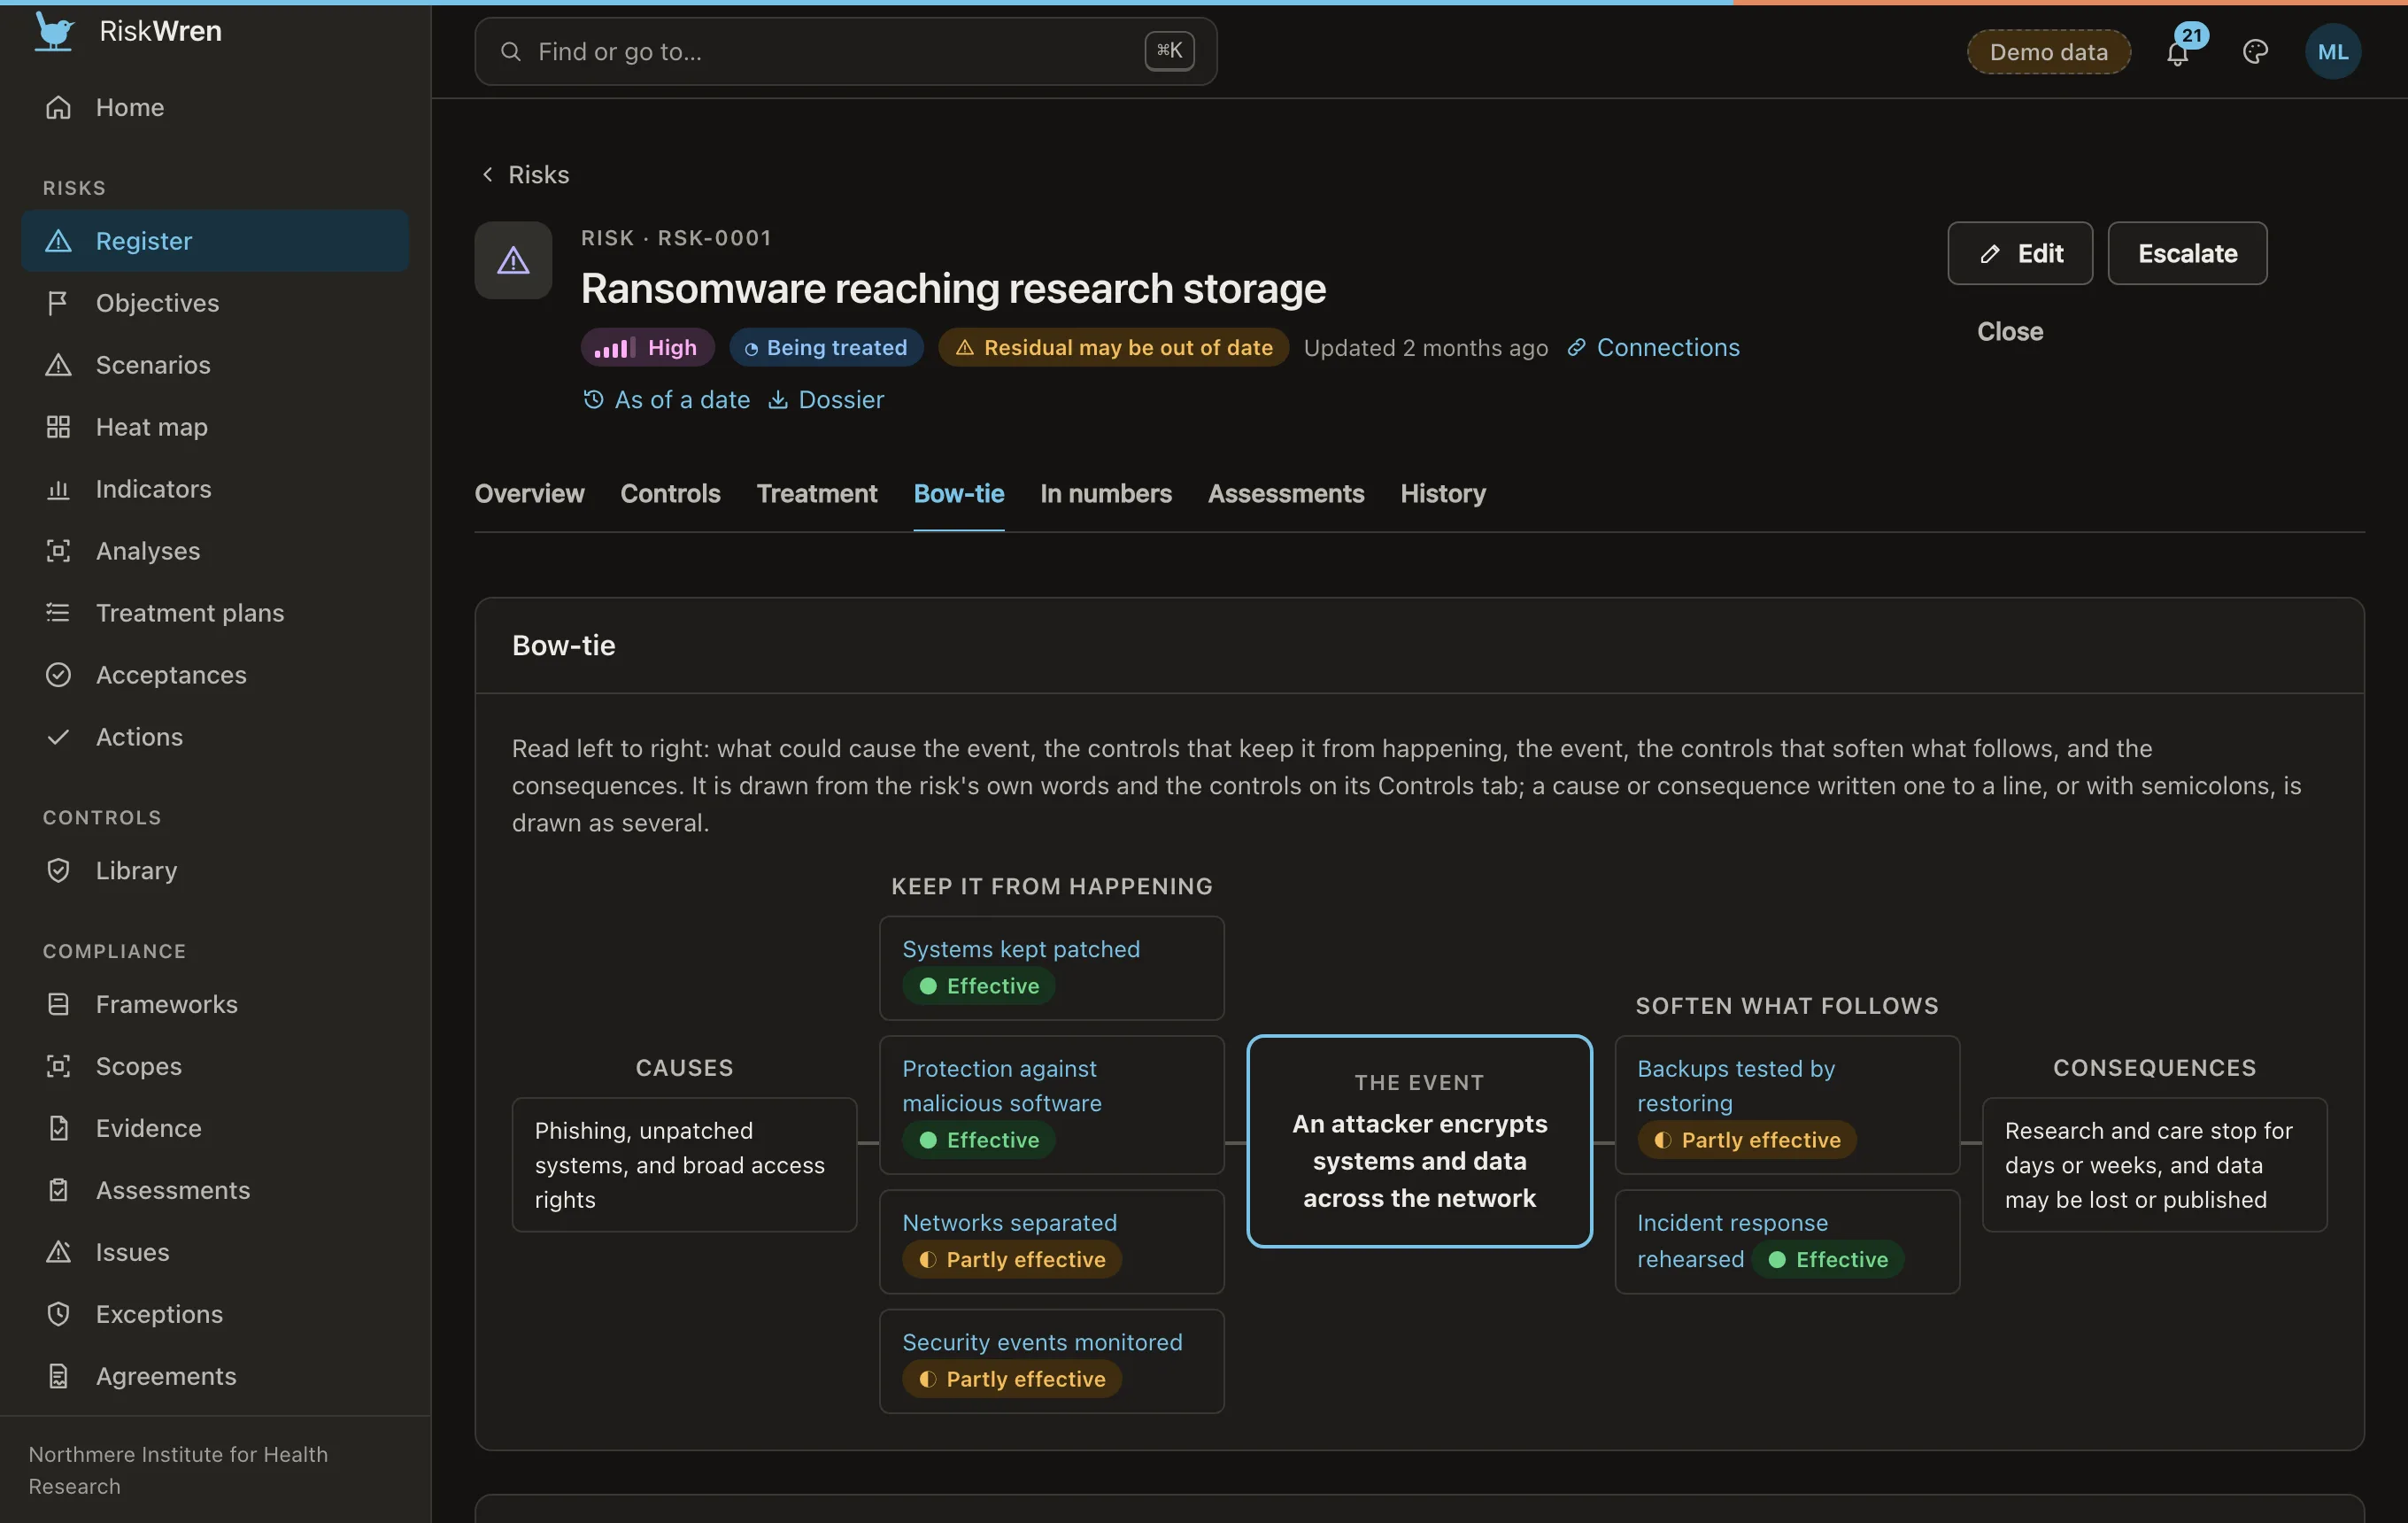 RiskWren
Find or go to...
⌘K
Demo data
21
ML
Home
RISKS
Register
Objectives
Scenarios
Heat map
Indicators
Analyses
Treatment plans
Acceptances
Actions
CONTROLS
Library
COMPLIANCE
Frameworks
Scopes
Evidence
Assessments
Issues
Exceptions
Agreements
Northmere Institute for Health
Research
Risks
RISK · RSK-0001
Ransomware reaching research storage
High
Being treated
Residual may be out of date
Updated 2 months ago
Connections
As of a date
Dossier
Edit
Escalate
Close
Overview
Controls
Treatment
Bow-tie
In numbers
Assessments
History
Bow-tie
Read left to right: what could cause the event, the controls that keep it from happening, the event, the controls that soften what follows, and the
consequences. It is drawn from the risk's own words and the controls on its Controls tab; a cause or consequence written one to a line, or with semicolons, is
drawn as several.
CAUSES
Phishing, unpatched
systems, and broad access
rights
KEEP IT FROM HAPPENING
Systems kept patched
Effective
Protection against
malicious software
Effective
Networks separated
Partly effective
Security events monitored
Partly effective
THE EVENT
An attacker encrypts
systems and data
across the network
SOFTEN WHAT FOLLOWS
Backups tested by
restoring
Partly effective
Incident response
rehearsed Effective
CONSEQUENCES
Research and care stop for
days or weeks, and data
may be lost or published